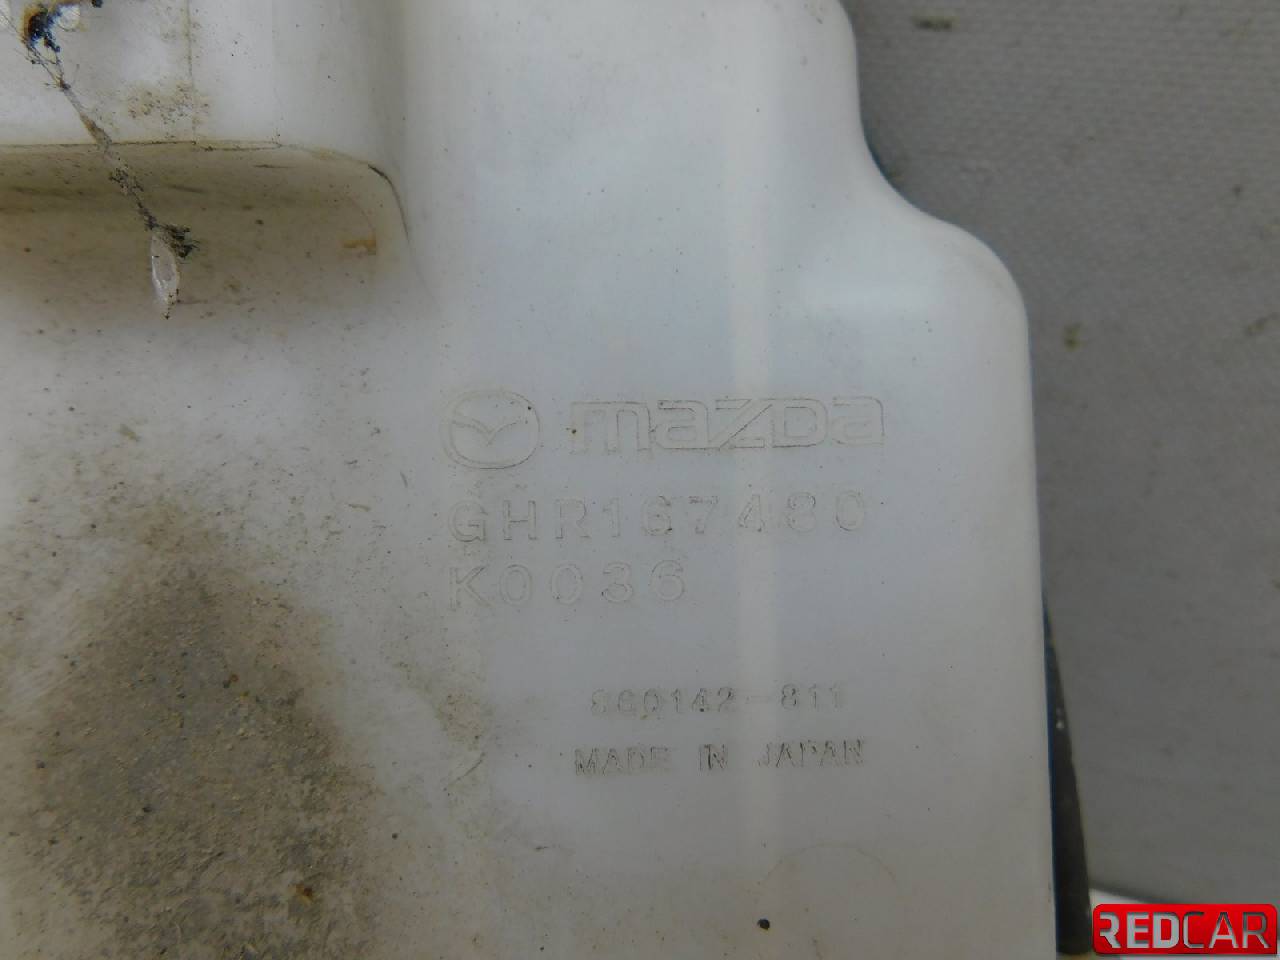 mazda
GHR167480
K0036
860142-811
MADE IN JAPAN
REDCAR